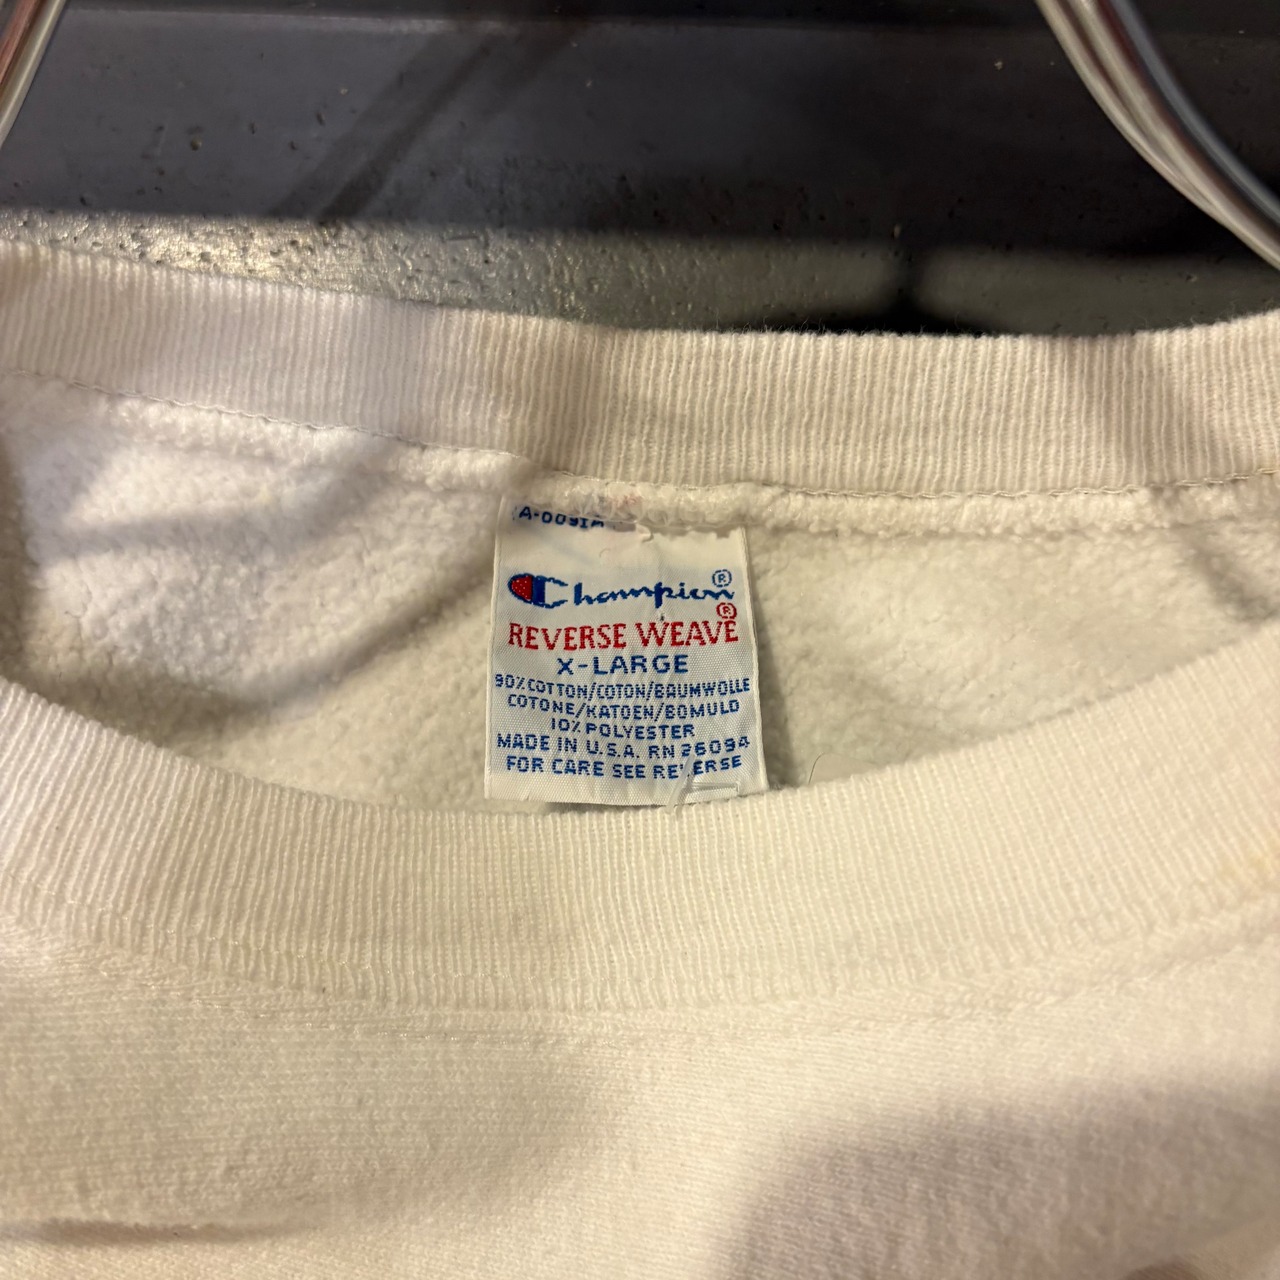 Champion®
REVERSE WEAVE®
X-LARGE
90% COTTON/COTON/BAUMWOLLE
COTONE/KATOEN/BOMULD
10% POLYESTER
MADE IN U.S.A. RN 26094
FOR CARE SEE REVERSE